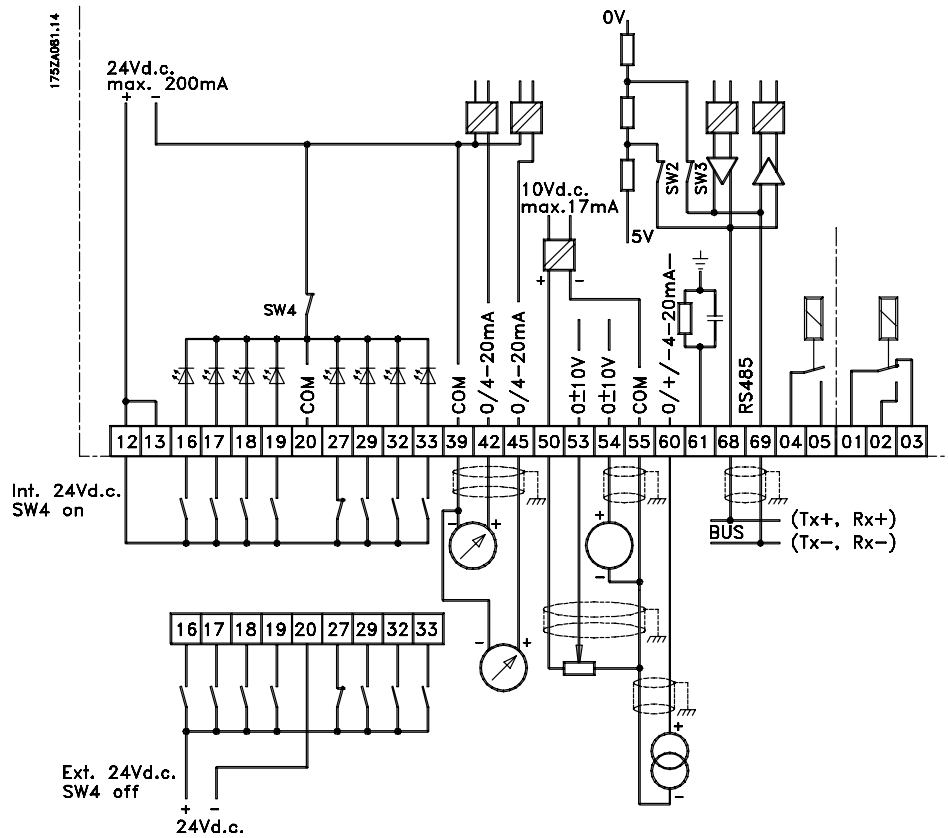 175ZA081.14
24Vd.c.
max. 200mA
+ -
0V
SW2
SW3
5V
10Vd.c.
max.17mA
+ -
SW4
COM
COM
0/4-20mA
0/4-20mA
0±10V
0±10V
COM
0/+/-4-20mA-
RS485
12 13 16 17 18 19 20 27 29 32 33 39 42 45 50 53 54 55 60 61 68 69 04 05 01 02 03
Int. 24Vd.c.
SW4 on
- +
+
-
BUS
(Tx+, Rx+)
(Tx-, Rx-)
16 17 18 19 20 27 29 32 33
- +
+
-
Ext. 24Vd.c.
SW4 off
+ -
24Vd.c.